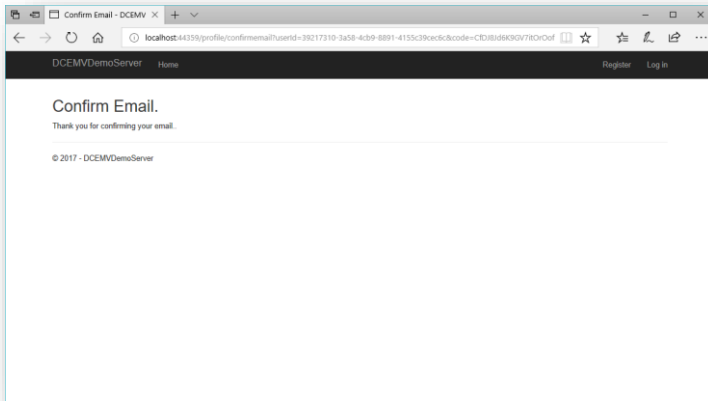 Confirm Email - DCEMV
localhost:44359/profile/confirmemail?userId=39217310-3a58-4cb9-8891-4155c39cec6c&code=CfDJ8Id6K9GV7itOrOof
DCEMVDemoServer Home Register Log in
Confirm Email.
Thank you for confirming your email.
© 2017 - DCEMVDemoServer